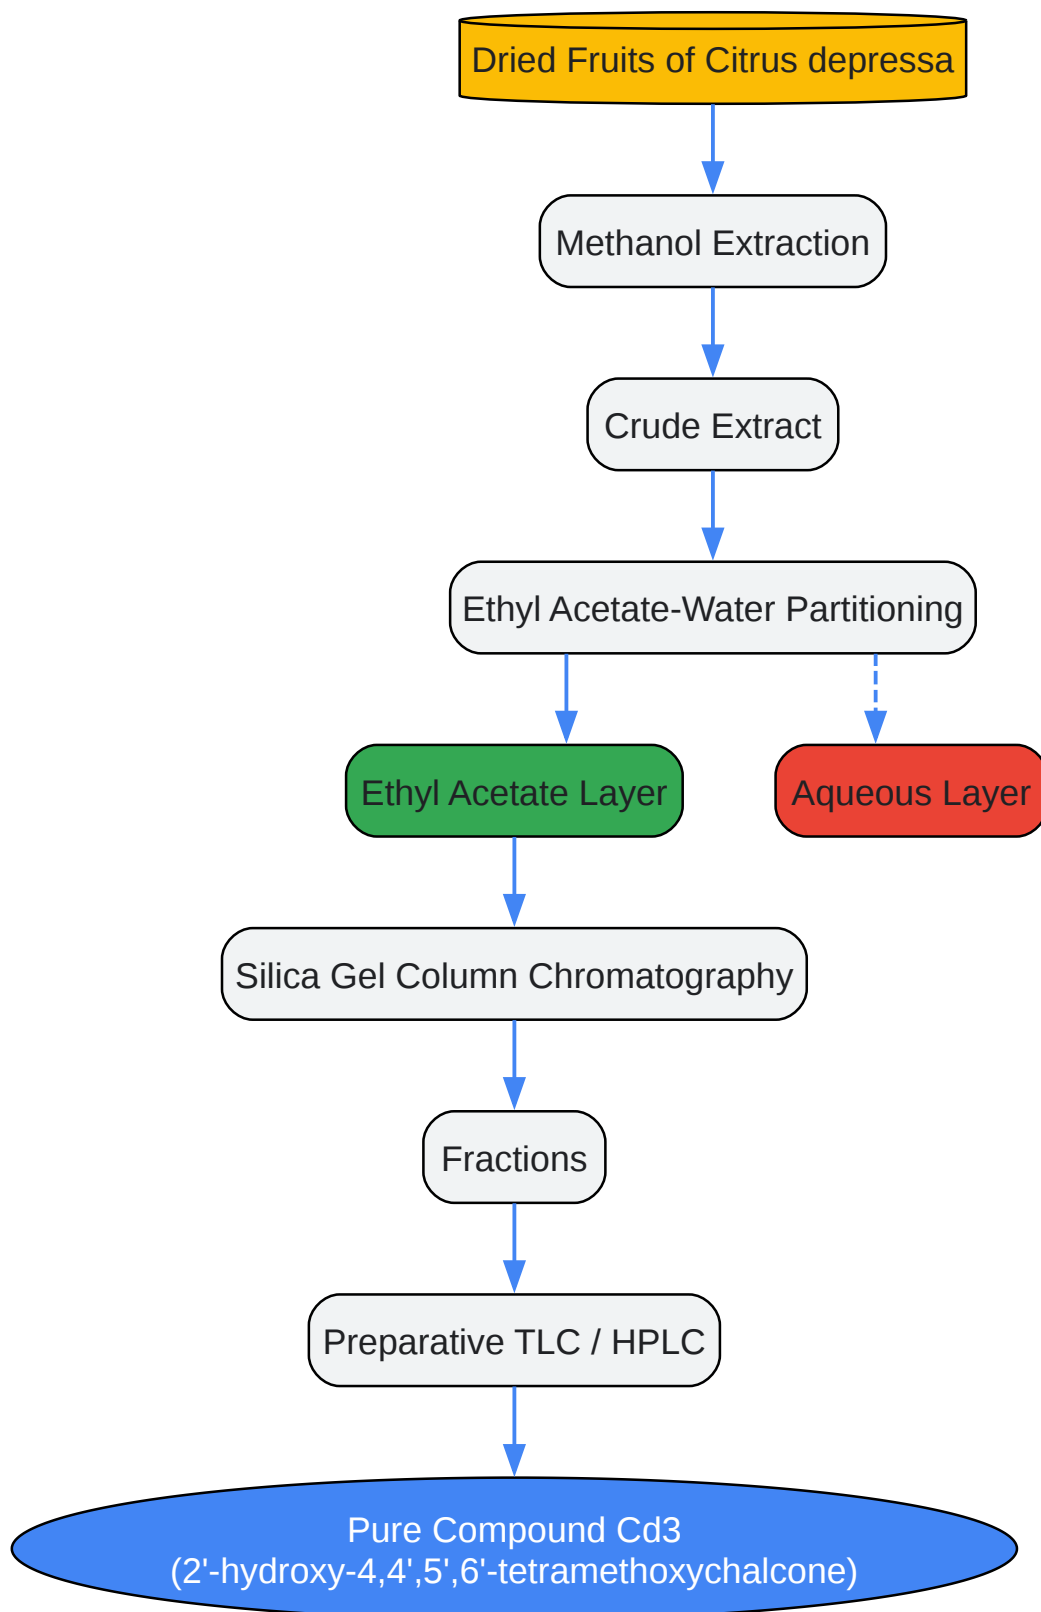 Dried Fruits of Citrus depressa
Methanol Extraction
Crude Extract
Ethyl Acetate-Water Partitioning
Ethyl Acetate Layer
Aqueous Layer
Silica Gel Column Chromatography
Fractions
Preparative TLC / HPLC
Pure Compound Cd3
(2'-hydroxy-4,4',5',6'-tetramethoxychalcone)